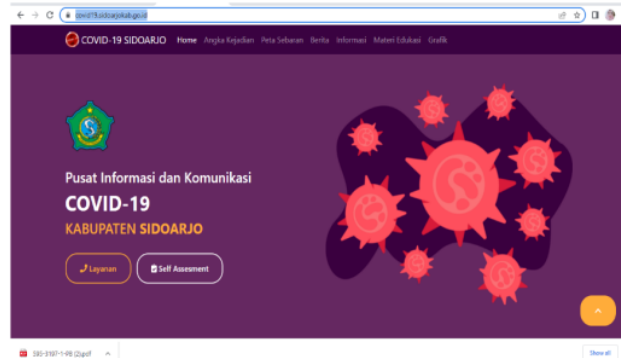 covid19.sidoarjokab.go.id
COVID-19 SIDOARJO Home Angka Kejadian Peta Sebaran Berita Informasi Materi Edukasi Grafik
Pusat Informasi dan Komunikasi
COVID-19
KABUPATEN SIDOARJO
Layanan Self Assesment
Show all